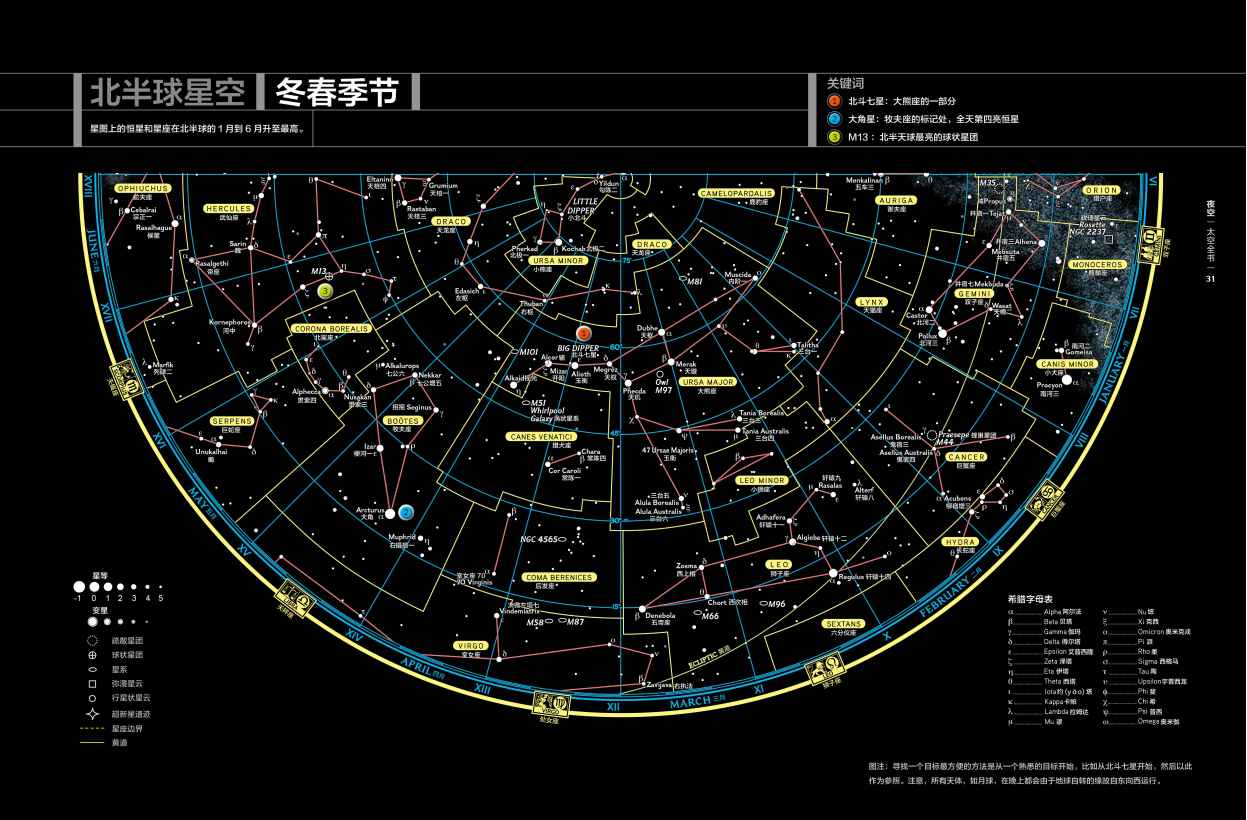 北半球星空
冬春季节
关键词
1 北斗七星：大熊座的一部分
2 大角星：牧夫座的标记处，全天第四亮恒星
3 M13：北半天球最亮的球状星团
星图上的恒星和星座在北半球的1月到6月升至最高。
夜空 | 太空全书 | 31
XVIII
VI
OPHIUCHUS
蛇夫座
β Cebalrai
宗正一
Rasalhague
候星
HERCULES
武仙座
Sarin
Rasalgethi
帝座
Kornephoros
河中
M13
3
Eltanin
天棓四
Grumium
天棓一
Rastaban
天棓三
DRACO
天龙座
Edasich
左枢
Thuban
右枢
Yildun
勾陈二
LITTLE
DIPPER
小北斗
Pherkad
北极一
Kochab 北极二
URSA MINOR
小熊座
DRACO
天龙座
75°
CAMELOPARDALIS
鹿豹座
M81
Muscida
内阶一
Menkalinan
五车三
AURIGA
御夫座
M35
ORION
猎户座
Rosette
NGC 2237
MONOCEROS
麒麟座
井宿三 Alhena
Mebsuta
井宿五
井宿七 Mekbuda
GEMINI
双子座
Wasat
天樽二
Castor
北河二
Pollux
北河三
LYNX
天猫座
南河二
Gomeisa
CANIS MINOR
小犬座
Procyon
南河三
JUNE 六月
XVII
CORONA BOREALIS
北冕座
Marfik
列肆二
Alphecca
贯索四
Nusakan
贯索三
Alkalurops
七公六
Nekkar
七公增五
招摇 Seginus
BOÖTES
牧夫座
Izar
梗河一 ε
SERPENS
巨蛇座
Unukalhai
蜀
Arcturus
大角 α
2
Muphrid
右摄提一
1
BIG DIPPER
北斗七星
60°
M101
Alcor 辅
Mizar
开阳
Alioth
玉衡
Megrez
天权
Alkaid 摇光
Dubhe
天枢
Merak
天璇
Phecda
天玑
Owl
M97
URSA MAJOR
大熊座
Talitha
三台一
M51
Whirlpool
Galaxy 涡状星系
CANES VENATICI
猎犬座
Chara
常陈四
Cor Caroli
常陈一
45°
Tania Borealis
三台三
Tania Australis
三台四
47 Ursae Majoris
玉衡
LEO MINOR
小狮座
三台五
Alula Borealis
Alula Australis
三台六
30°
轩辕九
Rasalas
Alterf
轩辕八
Adhafera
轩辕十一
Algieba 轩辕十二
LEO
狮子座
Zosma
西上相
Regulus 轩辕十四
Chort 西次相
Denebola
五帝座一
M66
M96
SEXTANS
六分仪座
Asellus Borealis
鬼宿三
Asellus Australis
鬼宿四
Praesepe 蜂巢星团
M44
CANCER
巨蟹座
Acubens
柳宿增三
HYDRA
长蛇座
NGC 4565
COMA BERENICES
后发座
室女座 70
70 Virginis
Vindemiatrix
M58
M87
15°
VIRGO
室女座
Zavijava 右执法
ECLIPTIC 黄道
XVI
MAY 五月
XV
XIV
APRIL 四月
XIII
VIRGO
处女座
XII
MARCH 三月
XI
狮子座
X
FEBRUARY 二月
IX
巨蟹座
VIII
JANUARY 一月
VII
双子座
天秤座
星等
-1 0 1 2 3 4 5
变星
疏散星团
球状星团
星系
弥漫星云
行星状星云
超新星遗迹
星座边界
黄道
希腊字母表
α Alpha 阿尔法
β Beta 贝塔
γ Gamma 伽玛
δ Delta 得尔塔
ε Epsilon 艾普西隆
ζ Zeta 泽塔
η Eta 伊塔
θ Theta 西塔
ι Iota 约(yāo)塔
κ Kappa 卡帕
λ Lambda 拉姆达
μ Mu 谬
ν Nu 纽
ξ Xi 克西
ο Omicron 奥米克戎
π Pi 派
ρ Rho 柔
σ Sigma 西格马
τ Tau 陶
υ Upsilon 宇普西龙
φ Phi 斐
χ Chi 希
ψ Psi 普西
ω Omega 奥米伽
图注：寻找一个目标最方便的方法是从一个熟悉的目标开始，比如从北斗七星开始，然后以此
作为参照。注意，所有天体，如月球，在晚上都会由于地球自转的缘故自东向西运行。